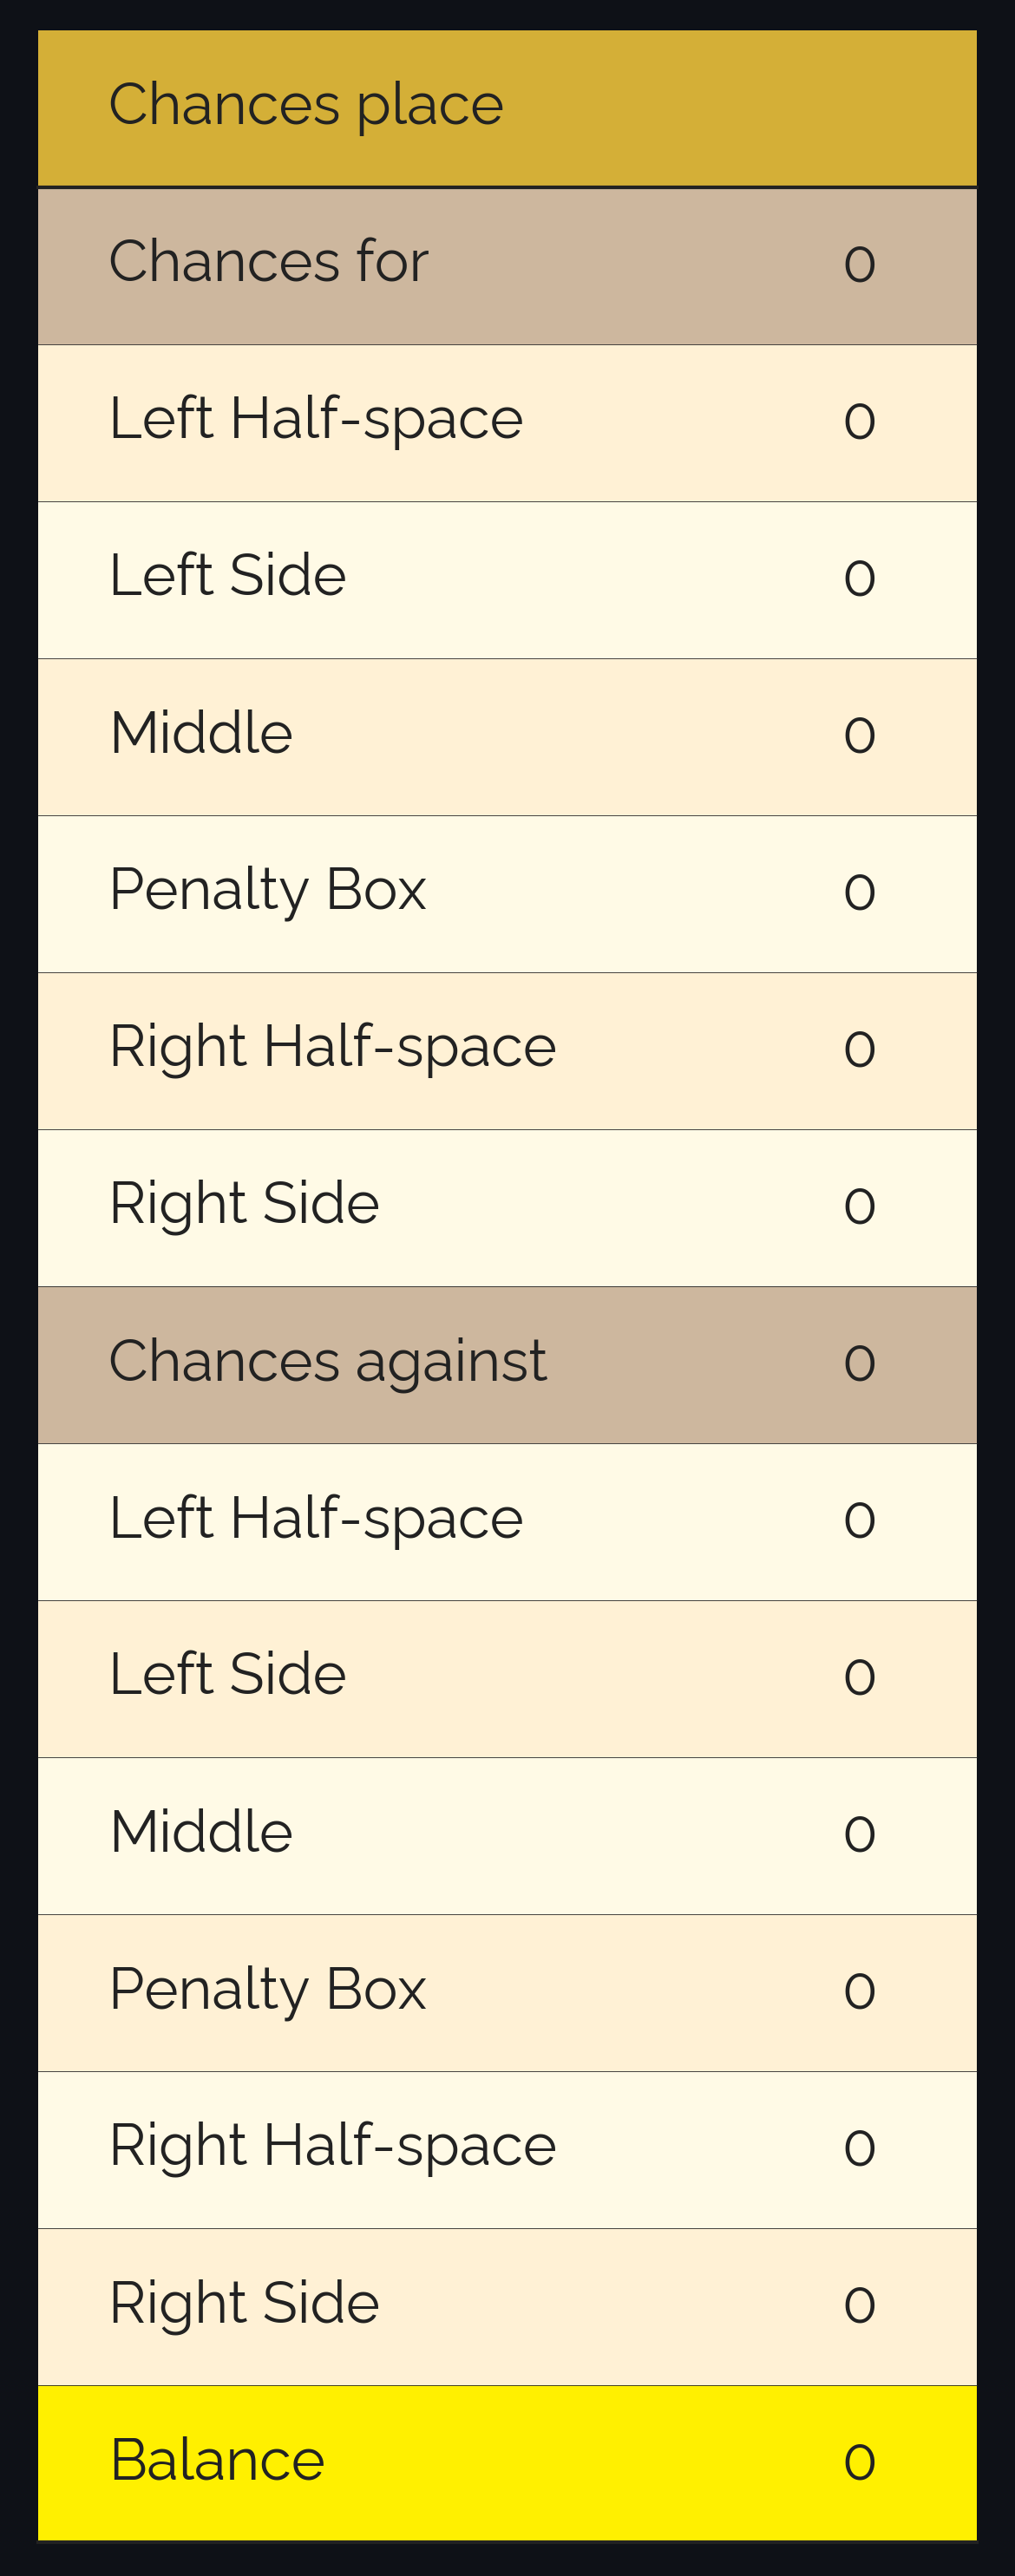 Chances place
Chances for 0
Left Half-space 0
Left Side 0
Middle 0
Penalty Box 0
Right Half-space 0
Right Side 0
Chances against 0
Left Half-space 0
Left Side 0
Middle 0
Penalty Box 0
Right Half-space 0
Right Side 0
Balance 0